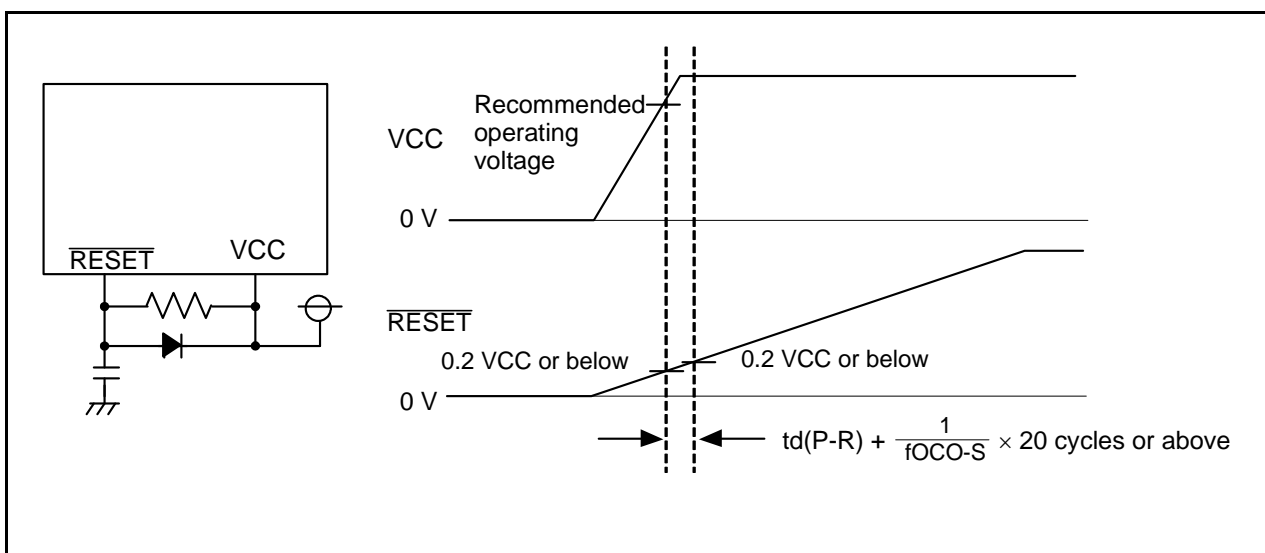 RESET
VCC
VCC
Recommended
operating
voltage
0 V
RESET
0.2 VCC or below
0.2 VCC or below
0 V
td(P-R) + 1/fOCO-S × 20 cycles or above